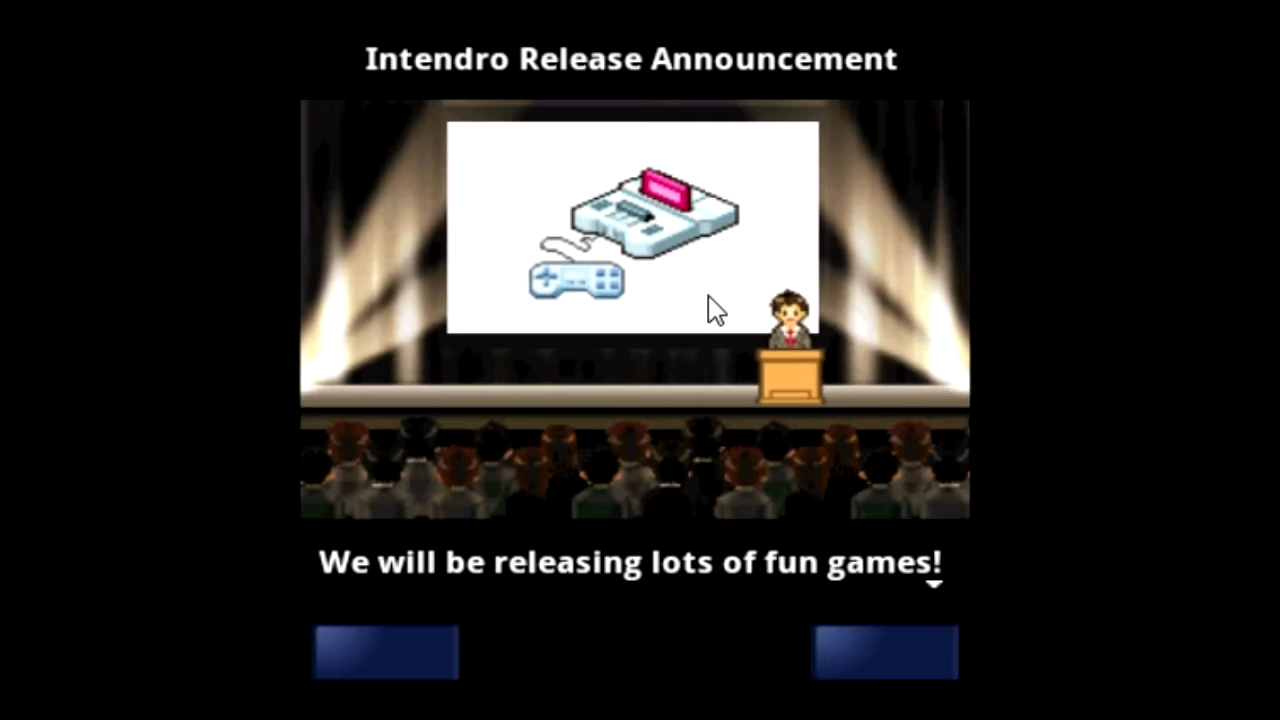 Intendro Release Announcement
We will be releasing lots of fun games!